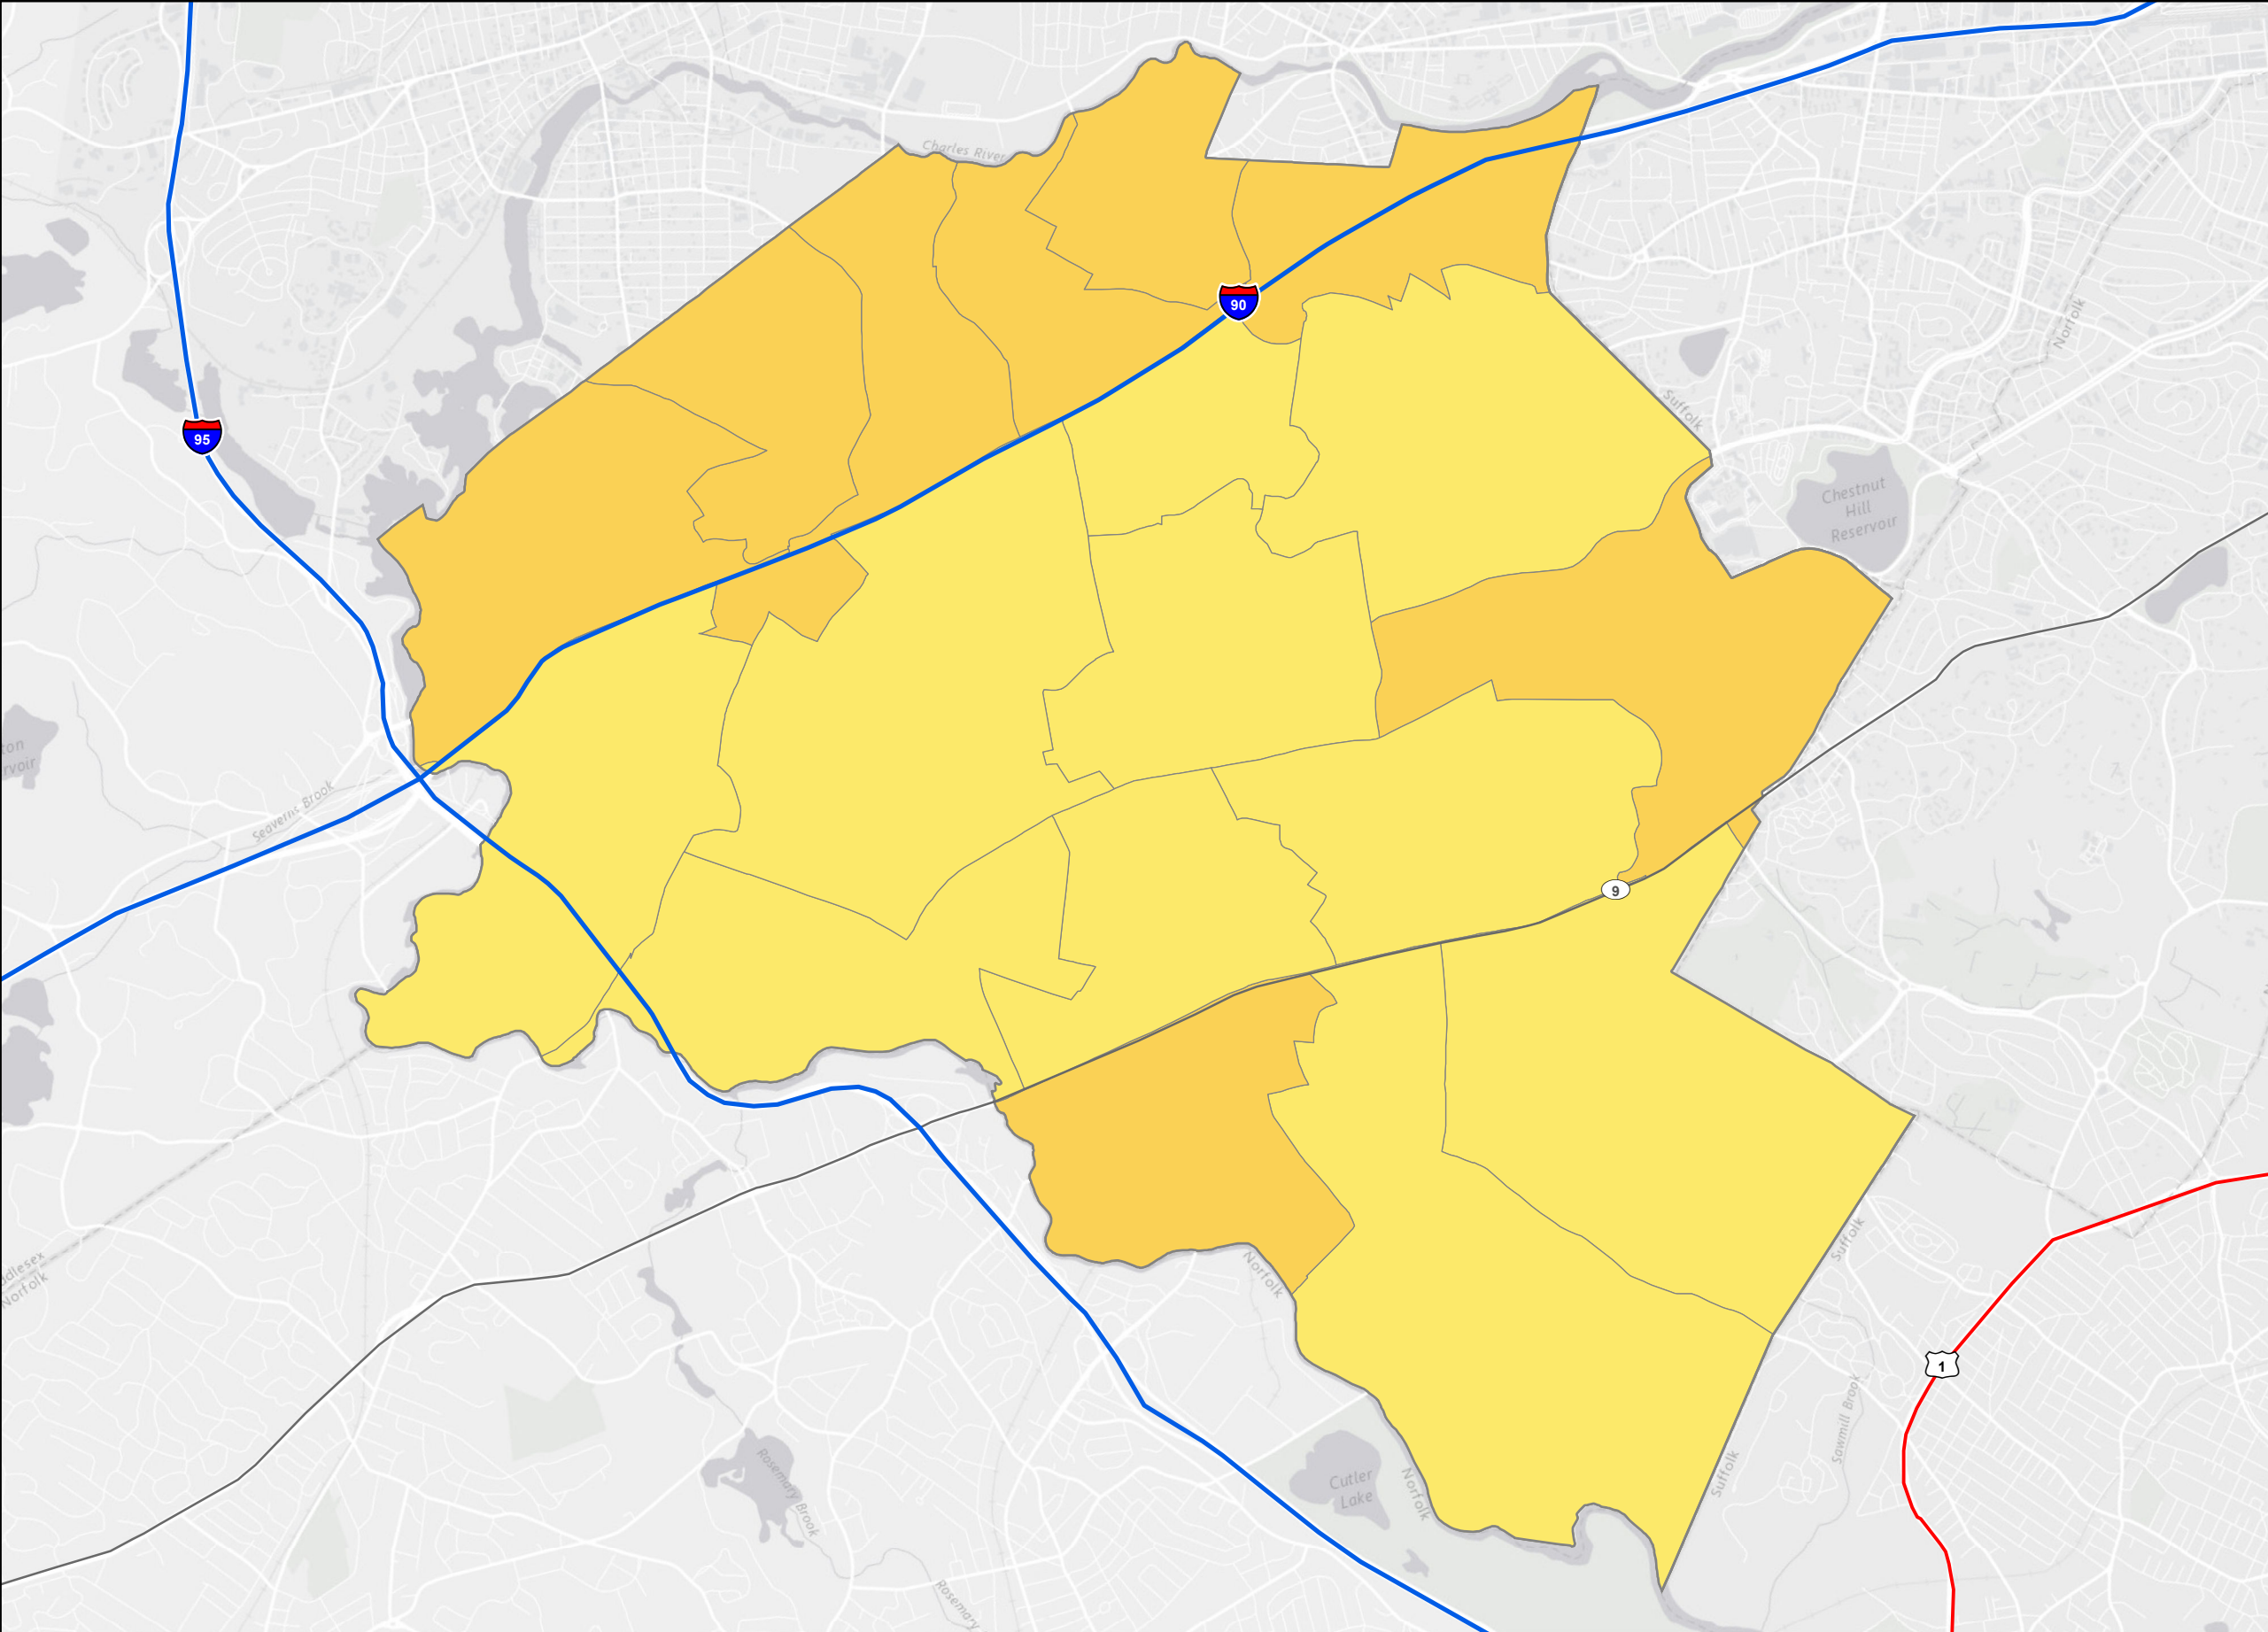 Charles River
90
Norfolk
Suffolk
95
Chestnut
Hill
Reservoir
Seaverns Brook
9
Norfolk
Suffolk
Norfolk
1
Sawmill Brook
Rosemary Brook
Cutler
Lake
Norfolk
Suffolk
Rosemary